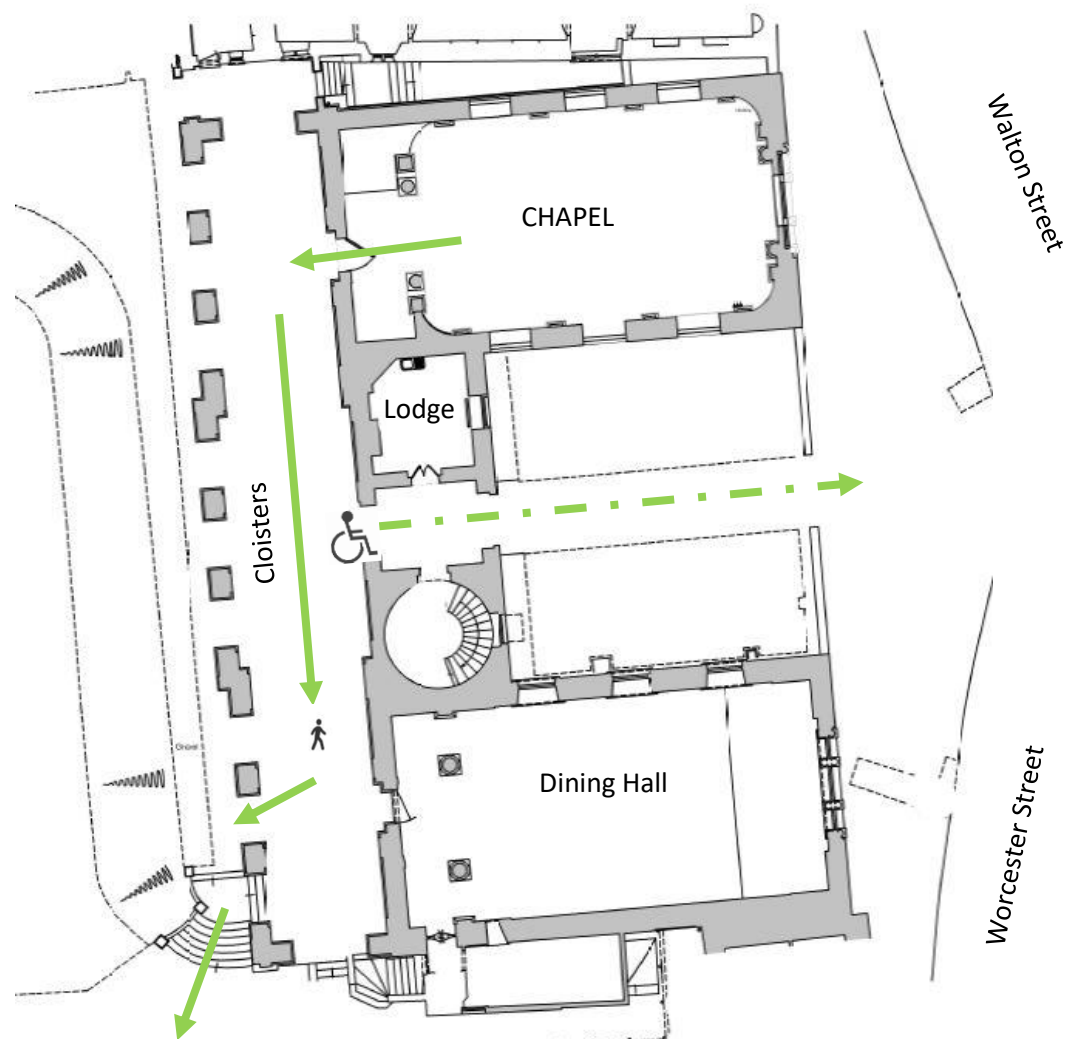 Walton Street
CHAPEL
Lodge
Cloisters
Dining Hall
Worcester Street